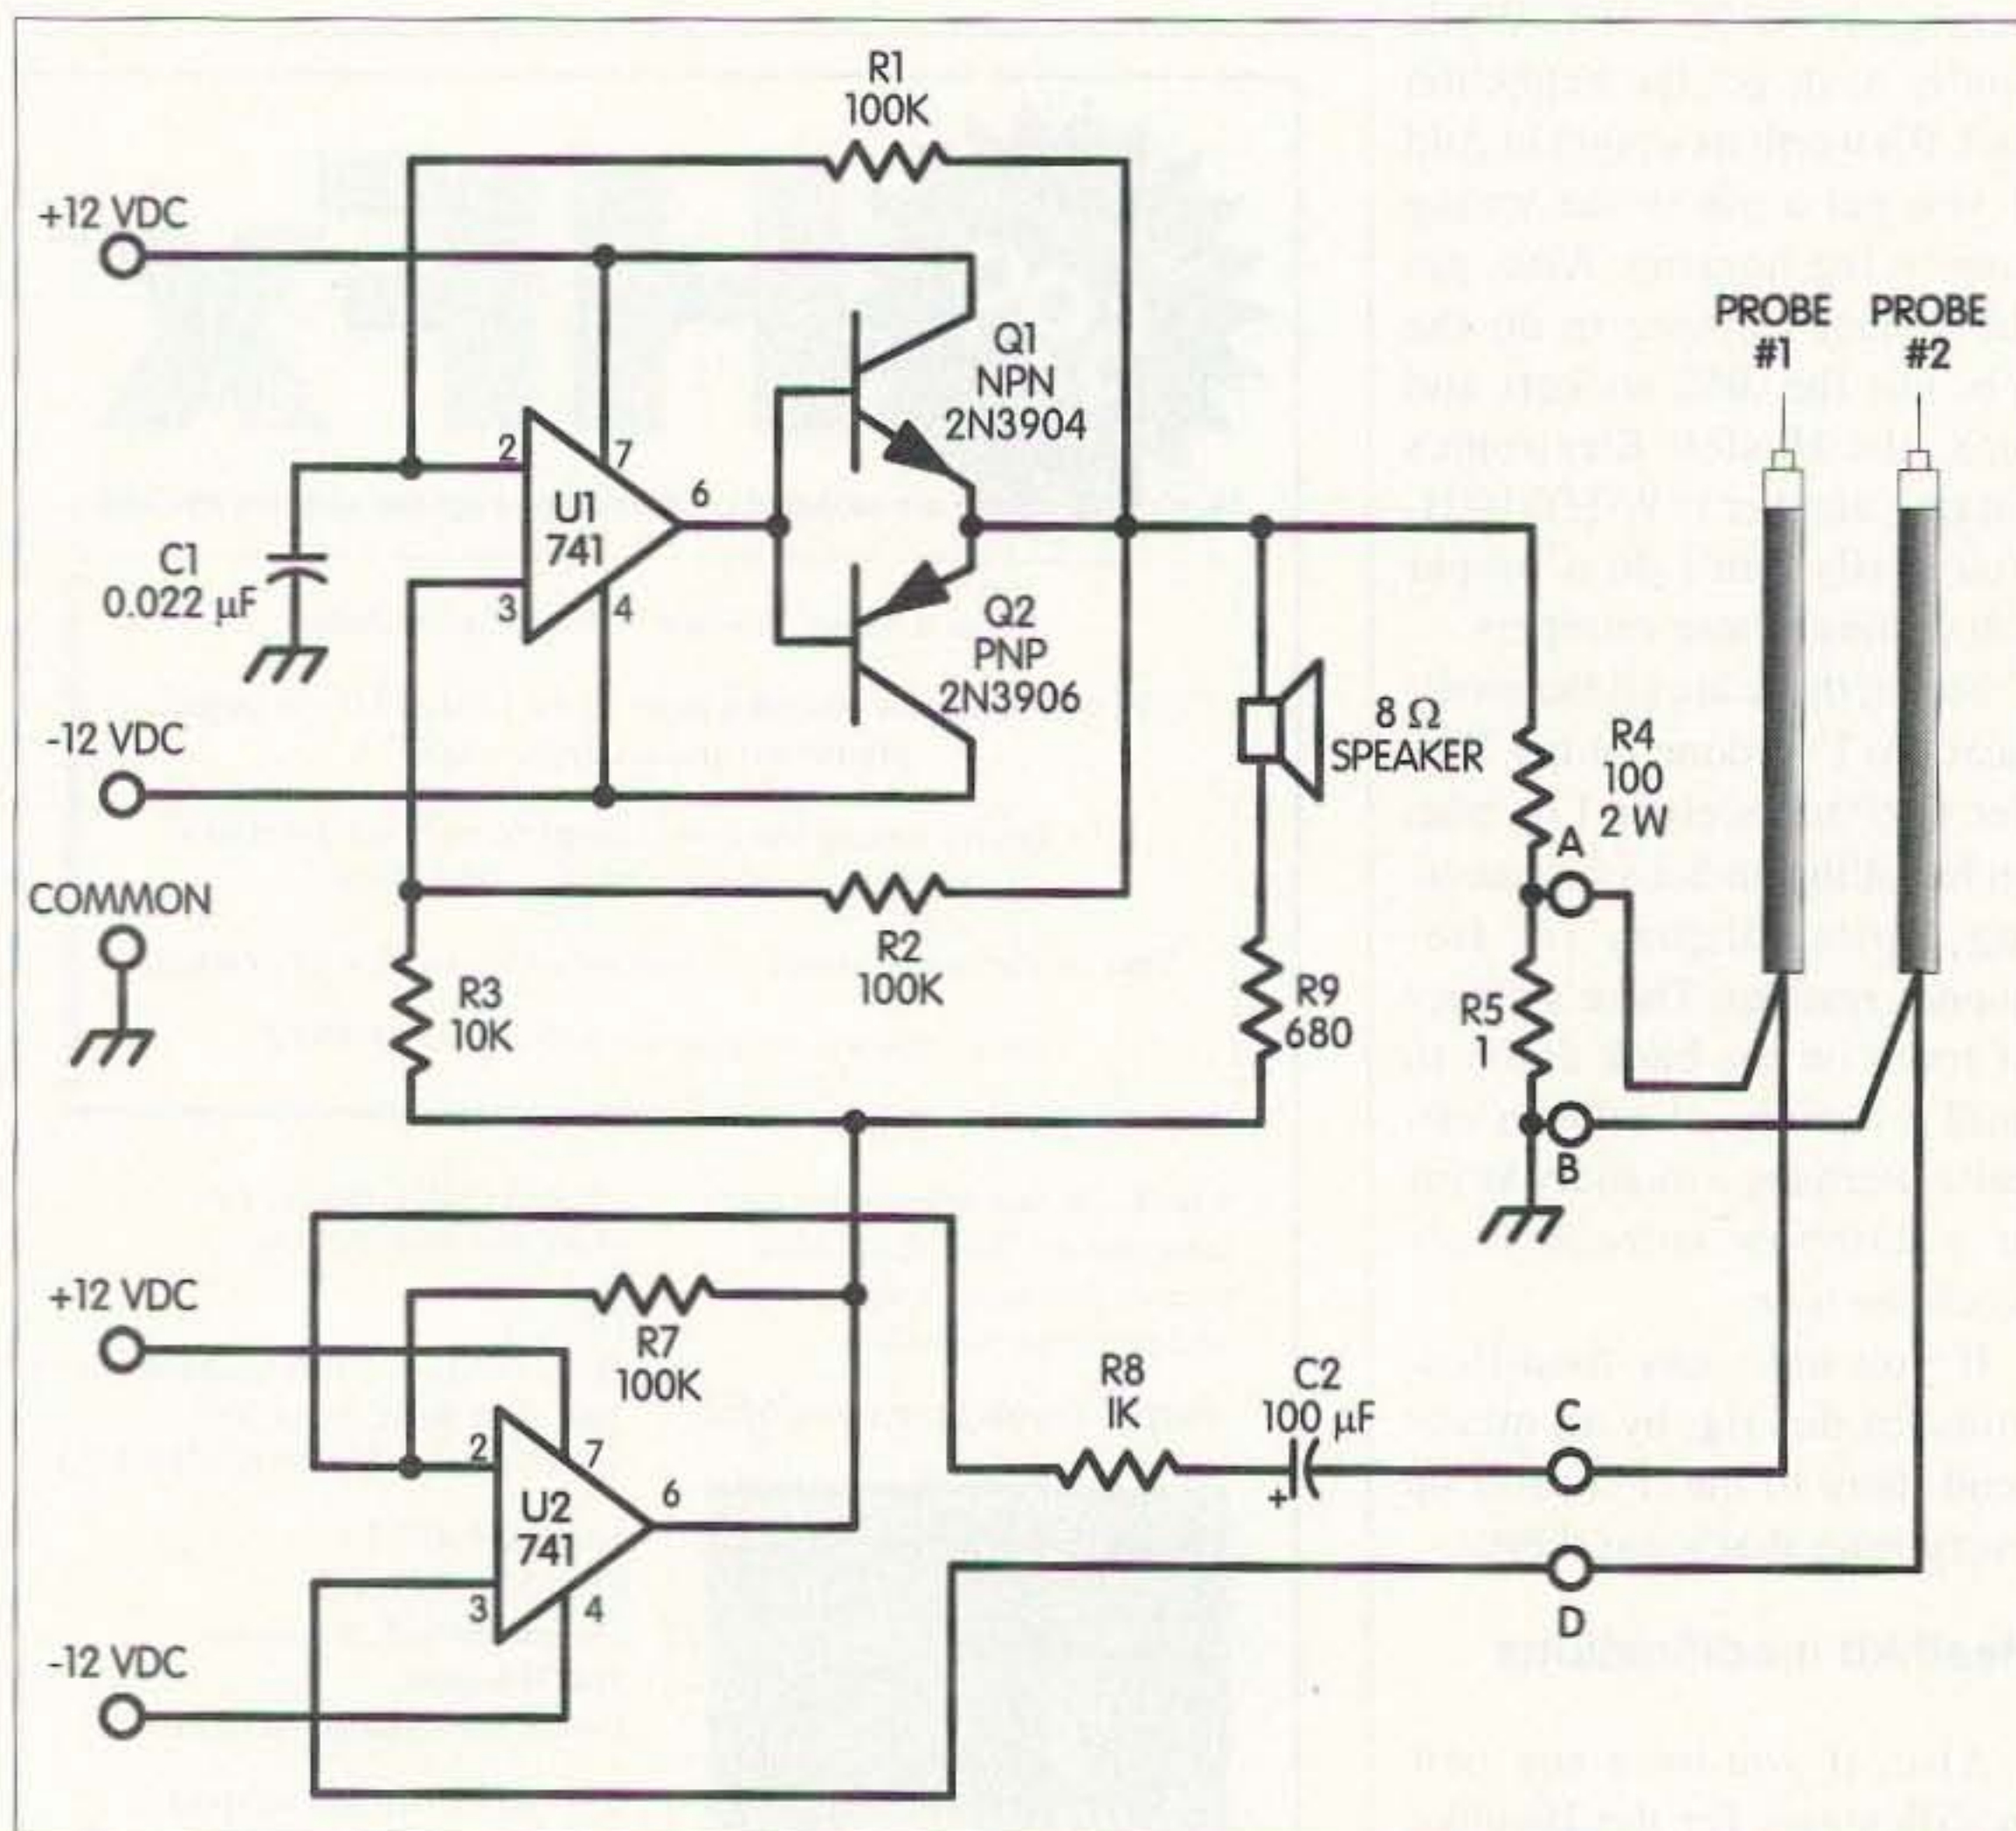 R1
100K
+12 VDC
PROBE
#1
PROBE
#2
Q1
NPN
2N3904
2
7
6
U1
741
C1
0.022 µF
3
4
Q2
PNP
2N3906
-12 VDC
8 Ω
SPEAKER
R4
100
2 W
A
COMMON
R2
100K
R3
10K
R9
680
R5
1
B
+12 VDC
R7
100K
R8
1K
C2
100 µF
+
C
2
7
6
U2
741
3
4
D
-12 VDC